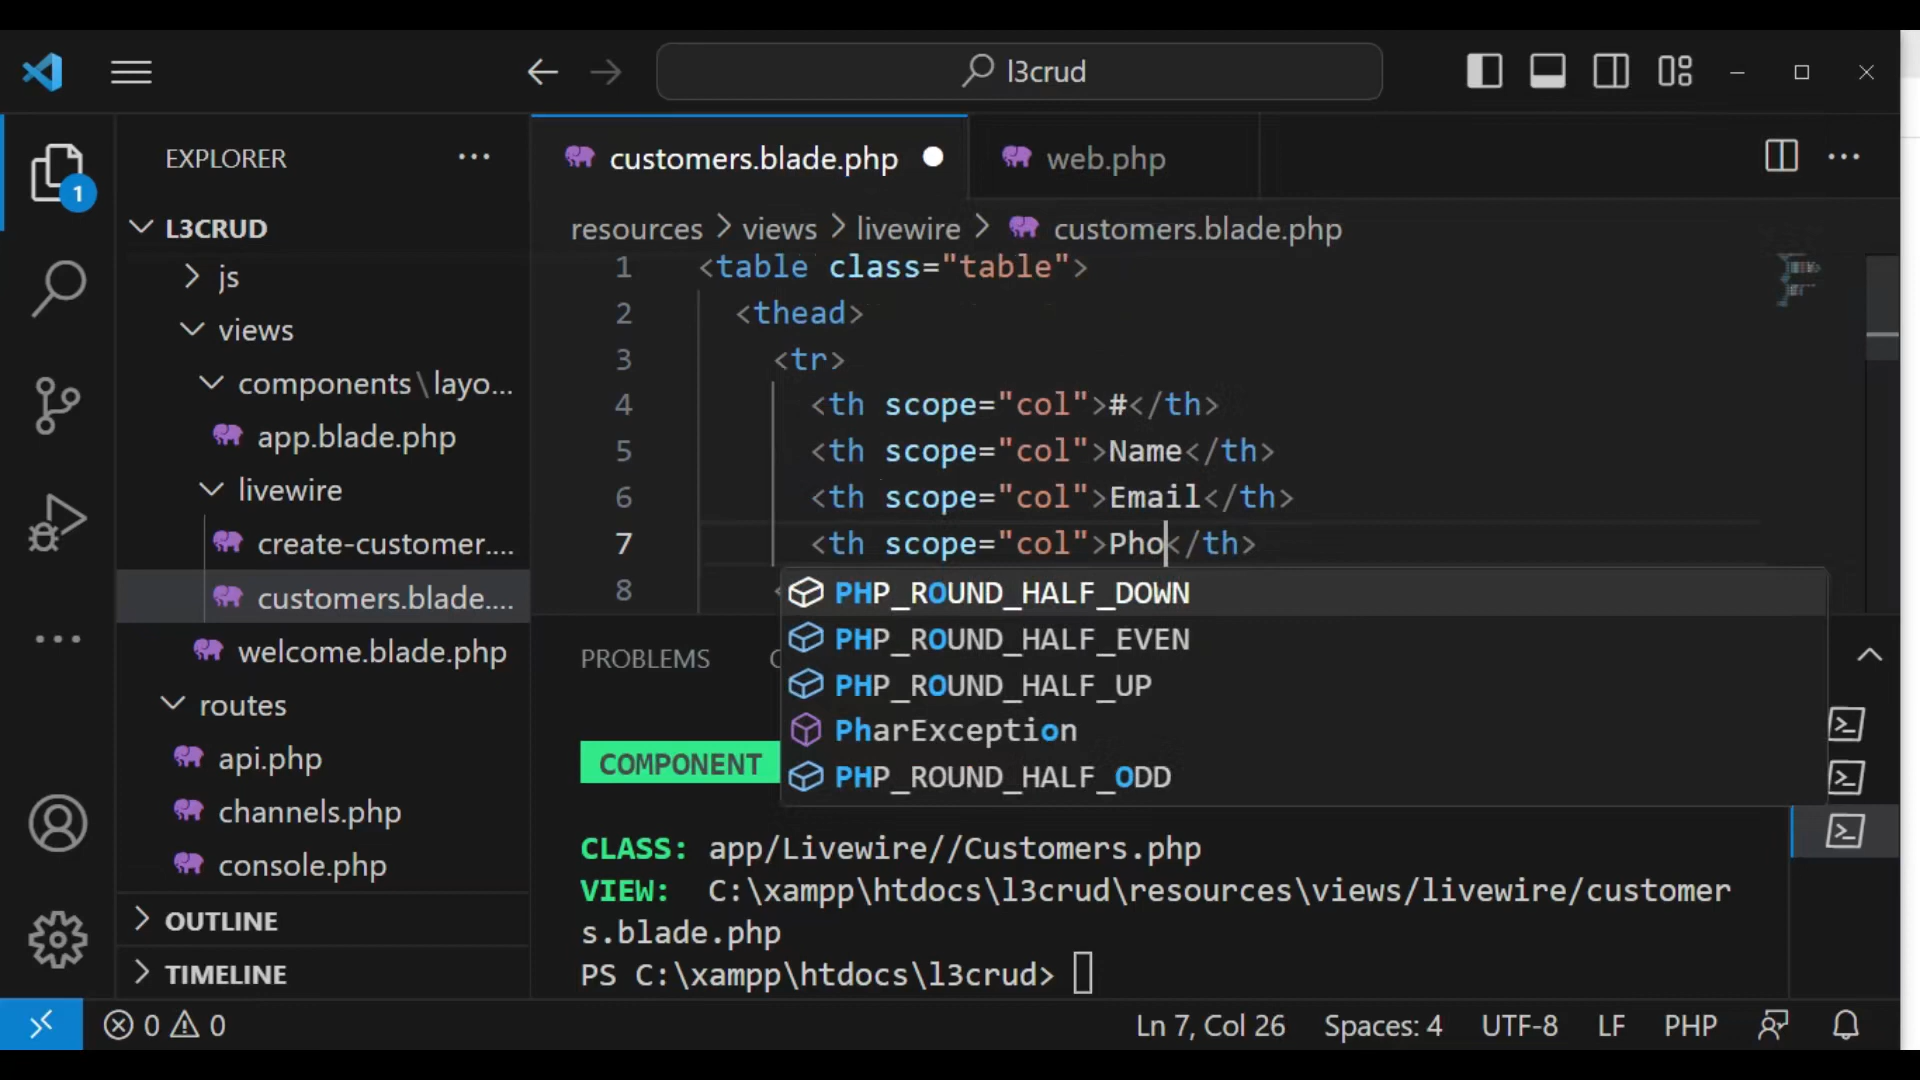 l3crud
EXPLORER
L3CRUD
js
views
components\layo...
app.blade.php
livewire
create-customer....
customers.blade....
welcome.blade.php
routes
api.php
channels.php
console.php
OUTLINE
TIMELINE
1
customers.blade.php
web.php
resources > views > livewire > customers.blade.php
1 <table class="table">
2 <thead>
3 <tr>
4 <th scope="col">#</th>
5 <th scope="col">Name</th>
6 <th scope="col">Email</th>
7 <th scope="col">Pho</th>
8
PHP_ROUND_HALF_DOWN
PHP_ROUND_HALF_EVEN
PHP_ROUND_HALF_UP
PharException
PHP_ROUND_HALF_ODD
PROBLEMS
COMPONENT
CLASS: app/Livewire//Customers.php
VIEW: C:\xampp\htdocs\l3crud\resources\views/livewire/customer
s.blade.php
PS C:\xampp\htdocs\l3crud>
0 0
Ln 7, Col 26 Spaces: 4 UTF-8 LF PHP